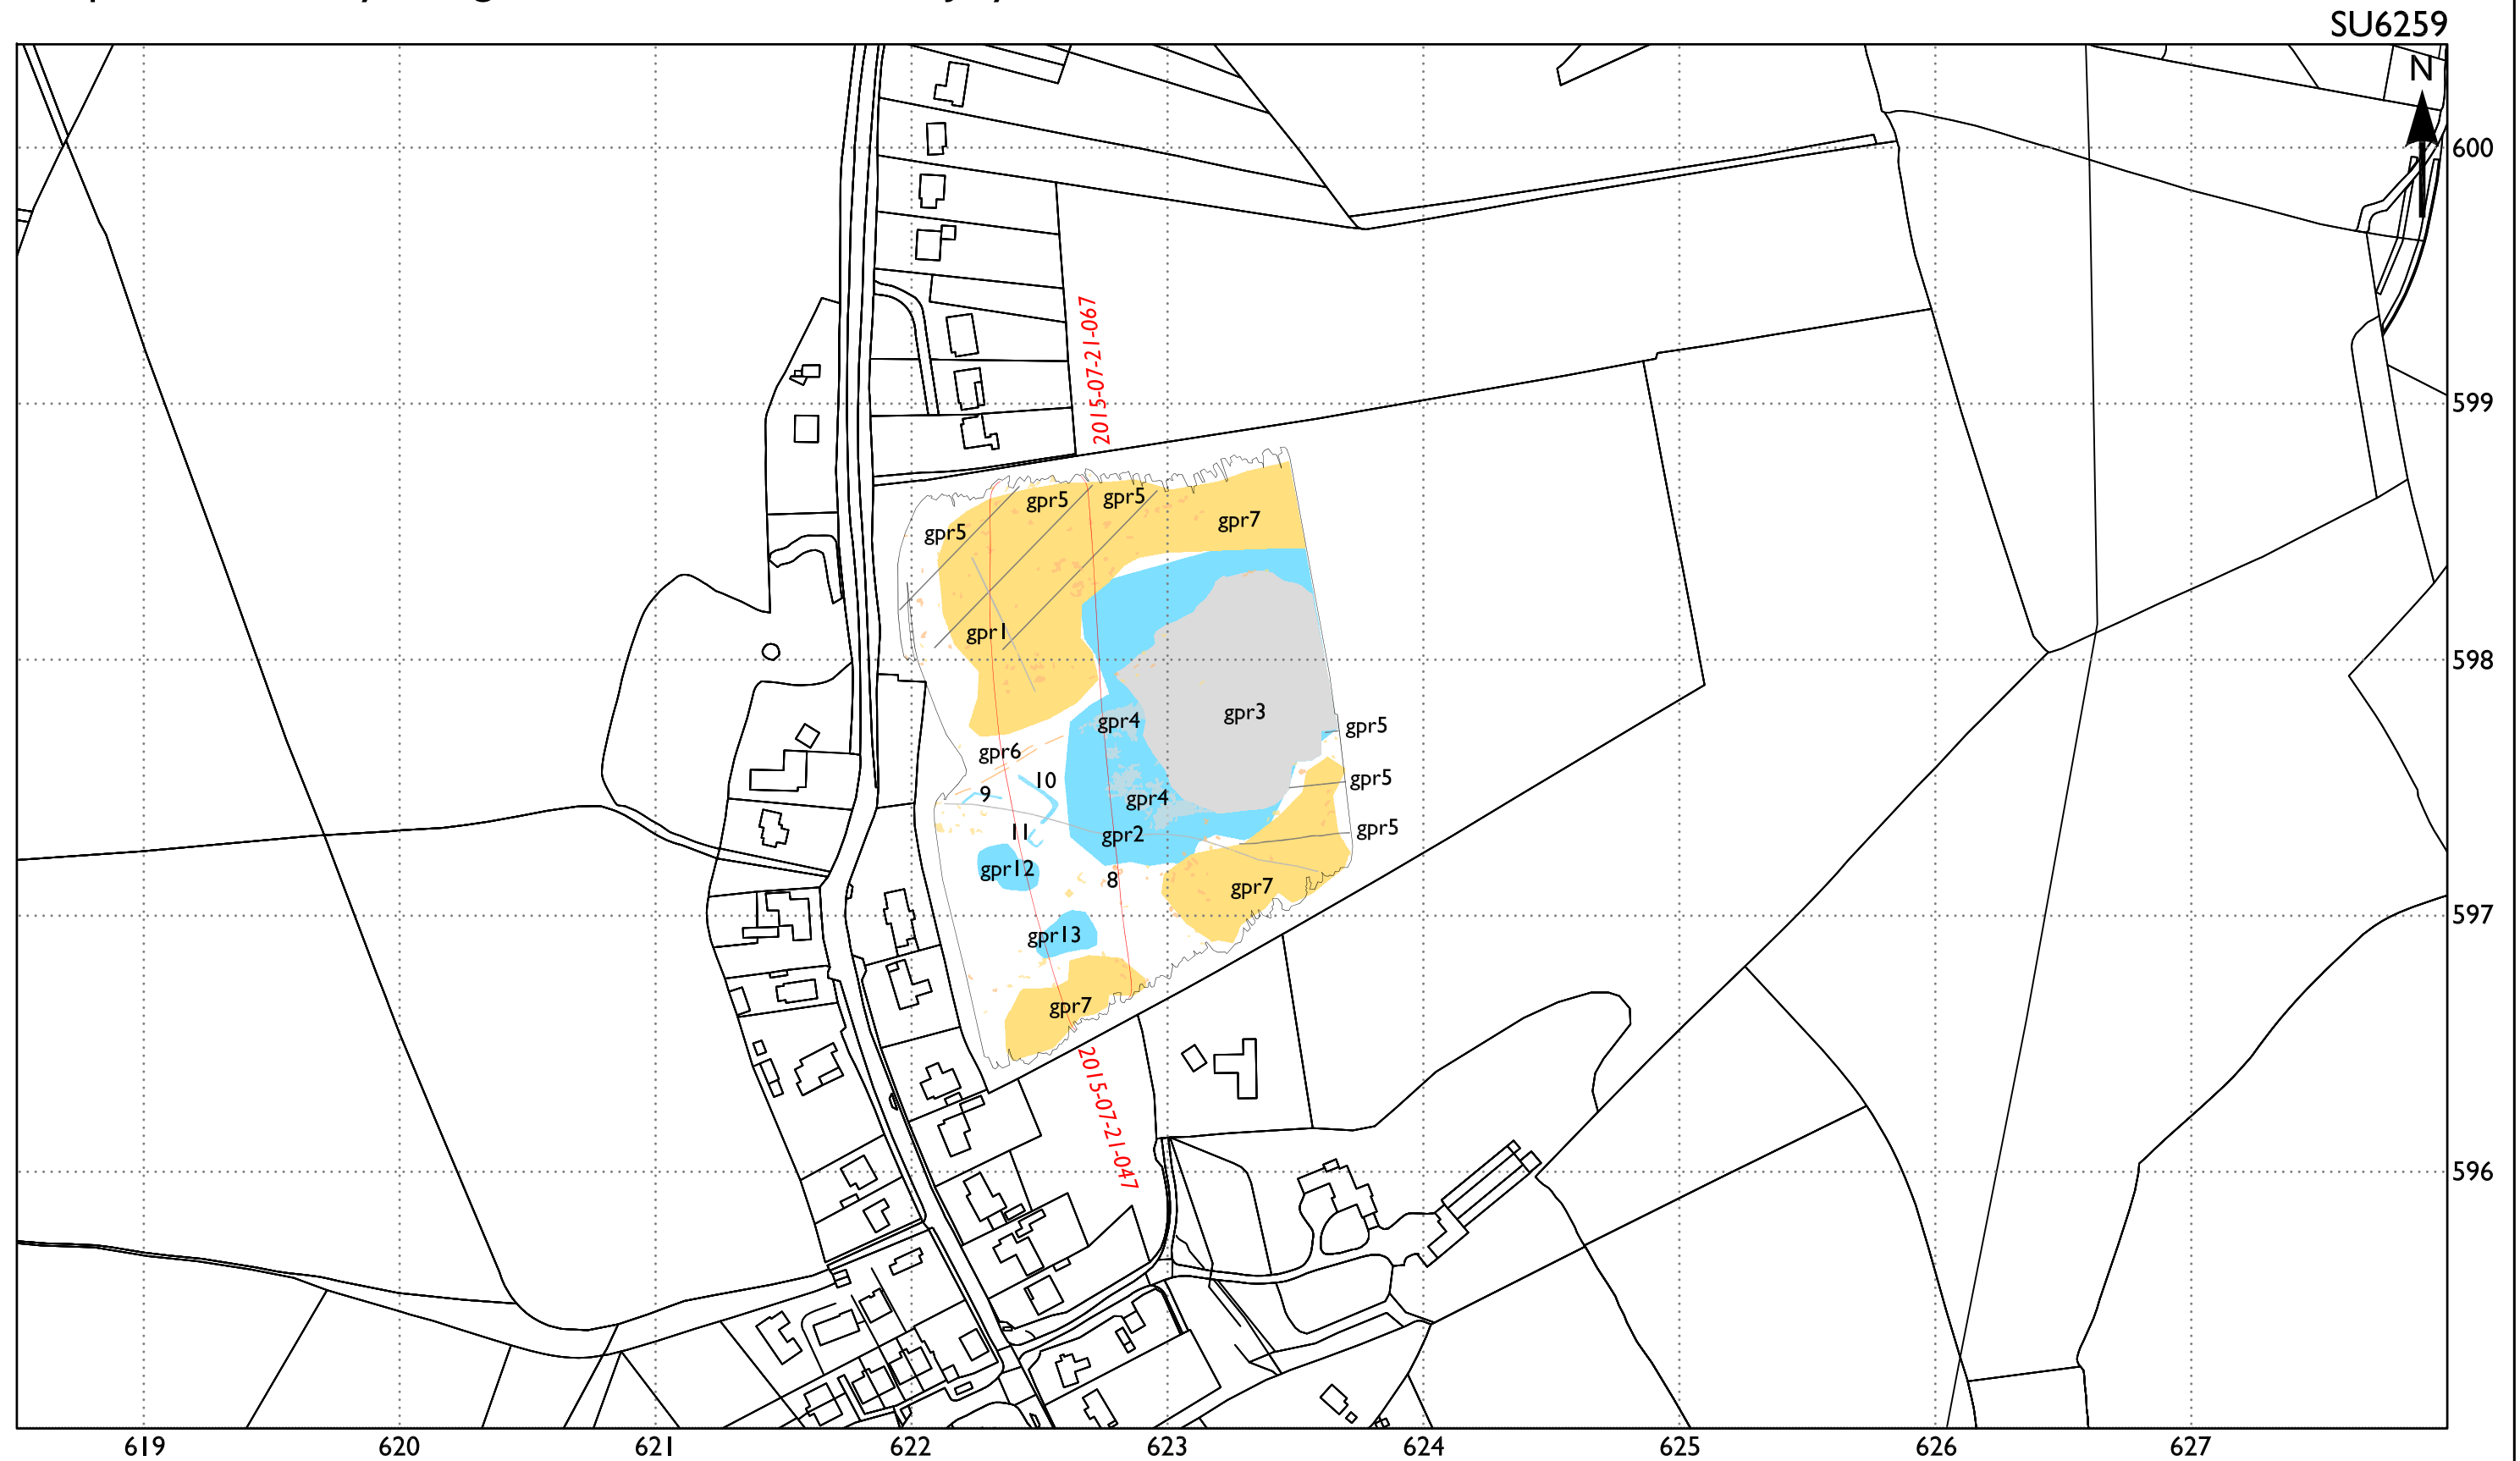 SU6259
N
600
599
2015-07-21-067
gpr5 gpr5
gpr5 gpr7
gpr1
598
gpr3
gpr4 gpr5
gpr6
10 gpr5
9 gpr4
11 gpr2 gpr5
gpr12 8
gpr7
597
gpr13
gpr7
2015-07-21-047
596
619 620 621 622 623 624 625 626 627